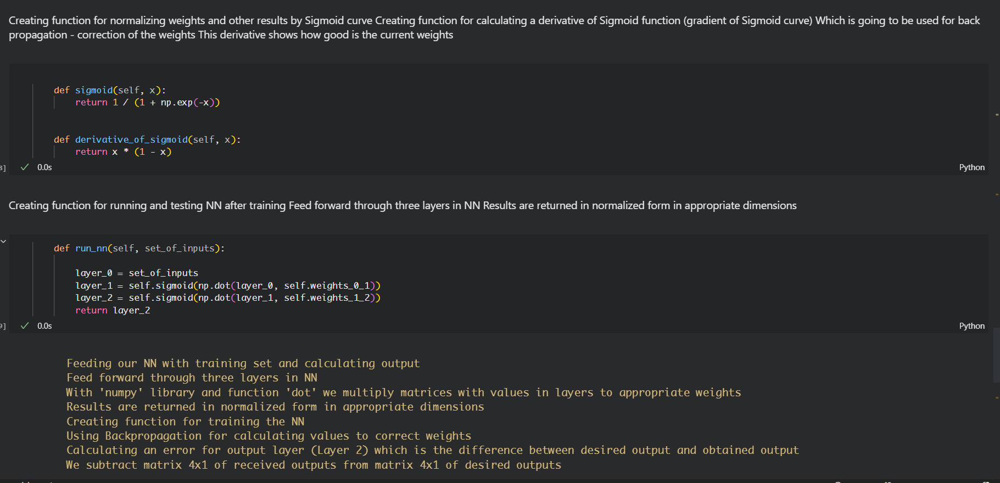 Creating function for normalizing weights and other results by Sigmoid curve Creating function for calculating a derivative of Sigmoid function (gradient of Sigmoid curve) Which is going to be used for back
propagation - correction of the weights This derivative shows how good is the current weights
def sigmoid(self, x):
return 1 / (1 + np.exp(-x))
def derivative_of_sigmoid(self, x):
return x * (1 - x)
] 0.0s Python
Creating function for running and testing NN after training Feed forward through three layers in NN Results are returned in normalized form in appropriate dimensions
def run_nn(self, set_of_inputs):
layer_0 = set_of_inputs
layer_1 = self.sigmoid(np.dot(layer_0, self.weights_0_1))
layer_2 = self.sigmoid(np.dot(layer_1, self.weights_1_2))
return layer_2
9] 0.0s Python
Feeding our NN with training set and calculating output
Feed forward through three layers in NN
With 'numpy' library and function 'dot' we multiply matrices with values in layers to appropriate weights
Results are returned in normalized form in appropriate dimensions
Creating function for training the NN
Using Backpropagation for calculating values to correct weights
Calculating an error for output layer (Layer 2) which is the difference between desired output and obtained output
We subtract matrix 4x1 of received outputs from matrix 4x1 of desired outputs